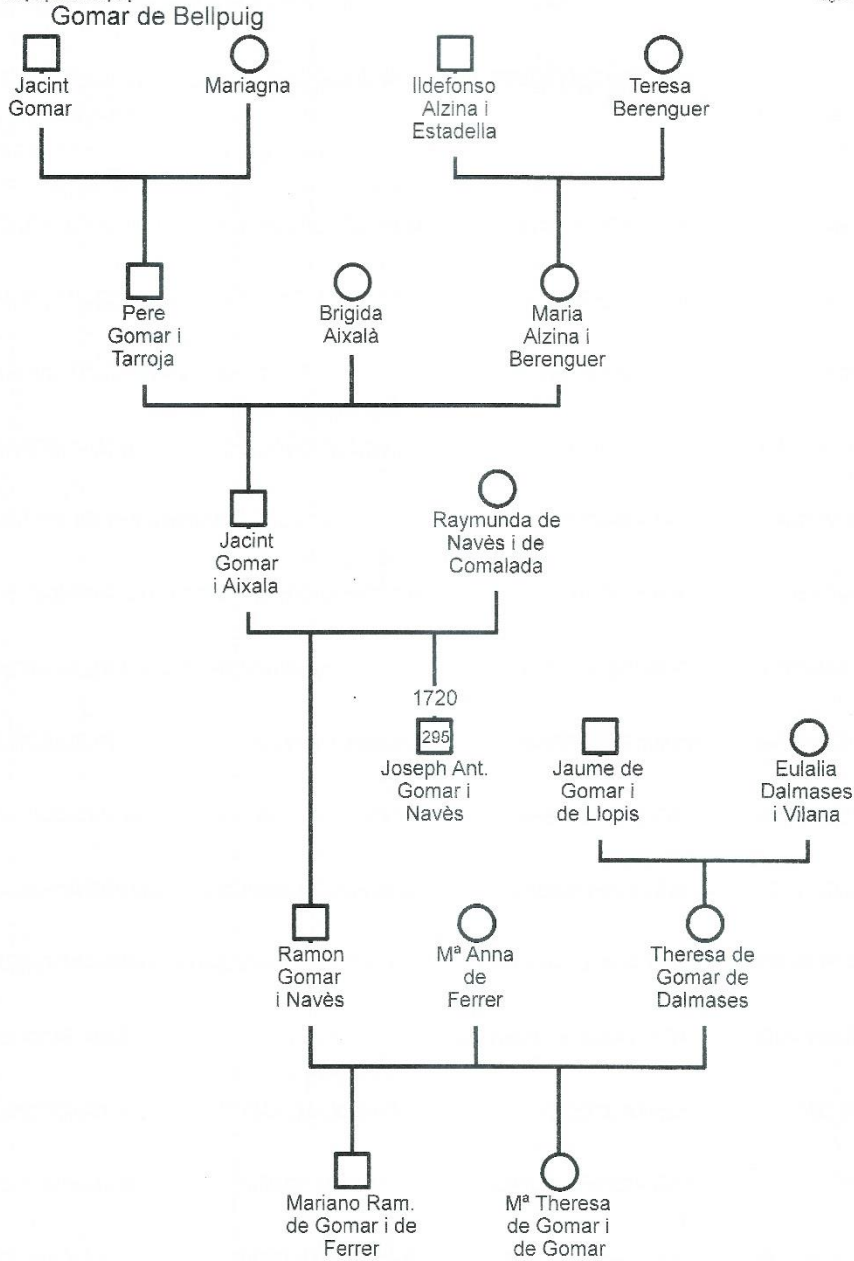 Gomar de Bellpuig
Jacint
Gomar
Mariagna
Ildefonso
Alzina i
Estadella
Teresa
Berenguer
Pere
Gomar i
Tarroja
Brigida
Aixalà
Maria
Alzina i
Berenguer
Jacint
Gomar
i Aixala
Raymunda de
Navès i de
Comalada
1720
295
Joseph Ant.
Gomar i
Navès
Jaume de
Gomar i
de Llopis
Eulalia
Dalmases
i Vilana
Ramon
Gomar
i Navès
Mª Anna
de
Ferrer
Theresa de
Gomar de
Dalmases
Mariano Ram.
de Gomar i de
Ferrer
Mª Theresa
de Gomar i
de Gomar